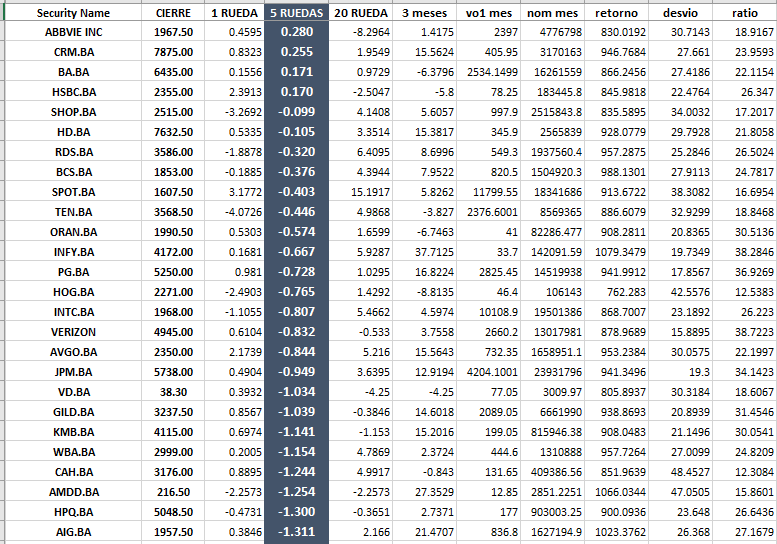 Security Name CIERRE 1 RUEDA 5 RUEDAS 20 RUEDA 3 meses vo1 mes nom mes retorno desvio ratio
ABBVIE INC 1967.50 0.4595 0.280 -8.2964 1.4175 2397 4776798 830.0192 30.7143 18.9167
CRM.BA 7875.00 0.8323 0.255 1.9549 15.5624 405.95 3170163 946.7684 27.661 23.9593
BA.BA 6435.00 0.1556 0.171 0.9729 -6.3796 2534.1499 16261559 866.2456 27.4186 22.1154
HSBC.BA 2355.00 2.3913 0.170 -2.5047 -5.8 78.25 183445.8 845.9818 22.4764 26.347
SHOP.BA 2515.00 -3.2692 -0.099 4.1408 5.6057 997.9 2515843.8 835.5895 34.0032 17.2017
HD.BA 7632.50 0.5335 -0.105 3.3514 15.3817 345.9 2565839 928.0779 29.7928 21.8058
RDS.BA 3586.00 -1.8878 -0.320 6.4095 8.6996 549.3 1937560.4 957.2875 25.2846 26.5024
BCS.BA 1853.00 -0.1885 -0.376 4.3944 7.9522 820.5 1504920.3 988.1301 27.9113 24.7817
SPOT.BA 1607.50 3.1772 -0.403 15.1917 5.8262 11799.55 18341686 913.6722 38.3082 16.6954
TEN.BA 3568.50 -4.0726 -0.446 4.9868 -3.827 2376.6001 8569365 886.6079 32.9299 18.8468
ORAN.BA 1990.50 0.5303 -0.574 1.6599 -6.7463 41 82286.477 908.2811 20.8365 30.5136
INFY.BA 4172.00 0.1681 -0.667 5.9287 37.7125 33.7 142091.59 1079.3479 19.7349 38.2846
PG.BA 5250.00 0.981 -0.728 1.0295 16.8224 2825.45 14519938 941.9912 17.8567 36.9269
HOG.BA 2271.00 -2.4903 -0.765 1.4292 -8.8135 46.4 106143 762.283 42.5576 12.5383
INTC.BA 1968.00 -1.1055 -0.807 5.4662 4.5974 10108.9 19501386 868.7007 23.1892 26.223
VERIZON 4945.00 0.6104 -0.832 -0.533 3.7558 2660.2 13017981 878.9689 15.8895 38.7223
AVGO.BA 2350.00 2.1739 -0.844 5.216 15.5643 732.35 1658951.1 953.2384 30.0575 22.1997
JPM.BA 5738.00 0.4904 -0.949 3.6395 12.9194 4204.1001 23931796 941.3496 19.3 34.1423
VD.BA 38.30 0.3932 -1.034 -4.25 -4.25 77.05 3009.97 805.8937 30.3184 18.6067
GILD.BA 3237.50 0.8567 -1.039 -0.3846 14.6018 2089.05 6661990 938.8693 20.8939 31.4546
KMB.BA 4115.00 0.6974 -1.141 -1.153 15.2016 199.05 815946.38 908.0483 21.1496 30.0541
WBA.BA 2999.00 0.2005 -1.154 4.7869 2.3724 444.6 1310888 957.7264 27.0099 24.8209
CAH.BA 3176.00 0.8895 -1.244 4.9917 -0.843 131.65 409386.56 851.9639 48.4527 12.3084
AMDD.BA 216.50 -2.2573 -1.254 -2.2573 27.3529 12.85 2851.2251 1066.0344 47.0505 15.8601
HPQ.BA 5048.50 -0.4731 -1.300 -0.3651 2.7371 177 903003.25 900.0936 23.648 26.6436
AIG.BA 1957.50 0.3846 -1.311 2.166 21.4707 836.8 1627194.9 1023.3762 26.368 27.1679